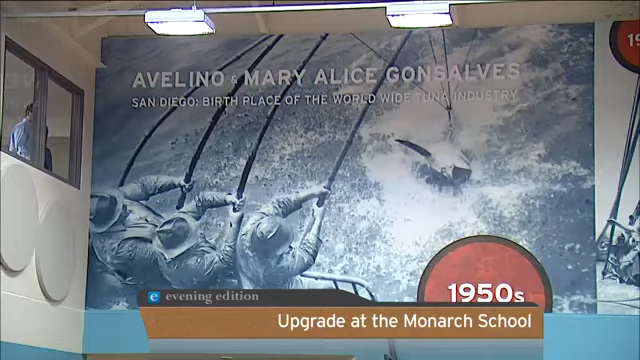 AVELINO & MARY ALICE GONSALVES
SAN DIEGO: BIRTH PLACE OF THE WORLD WIDE TUNA INDUSTRY
19
1950s
e evening edition
Upgrade at the Monarch School